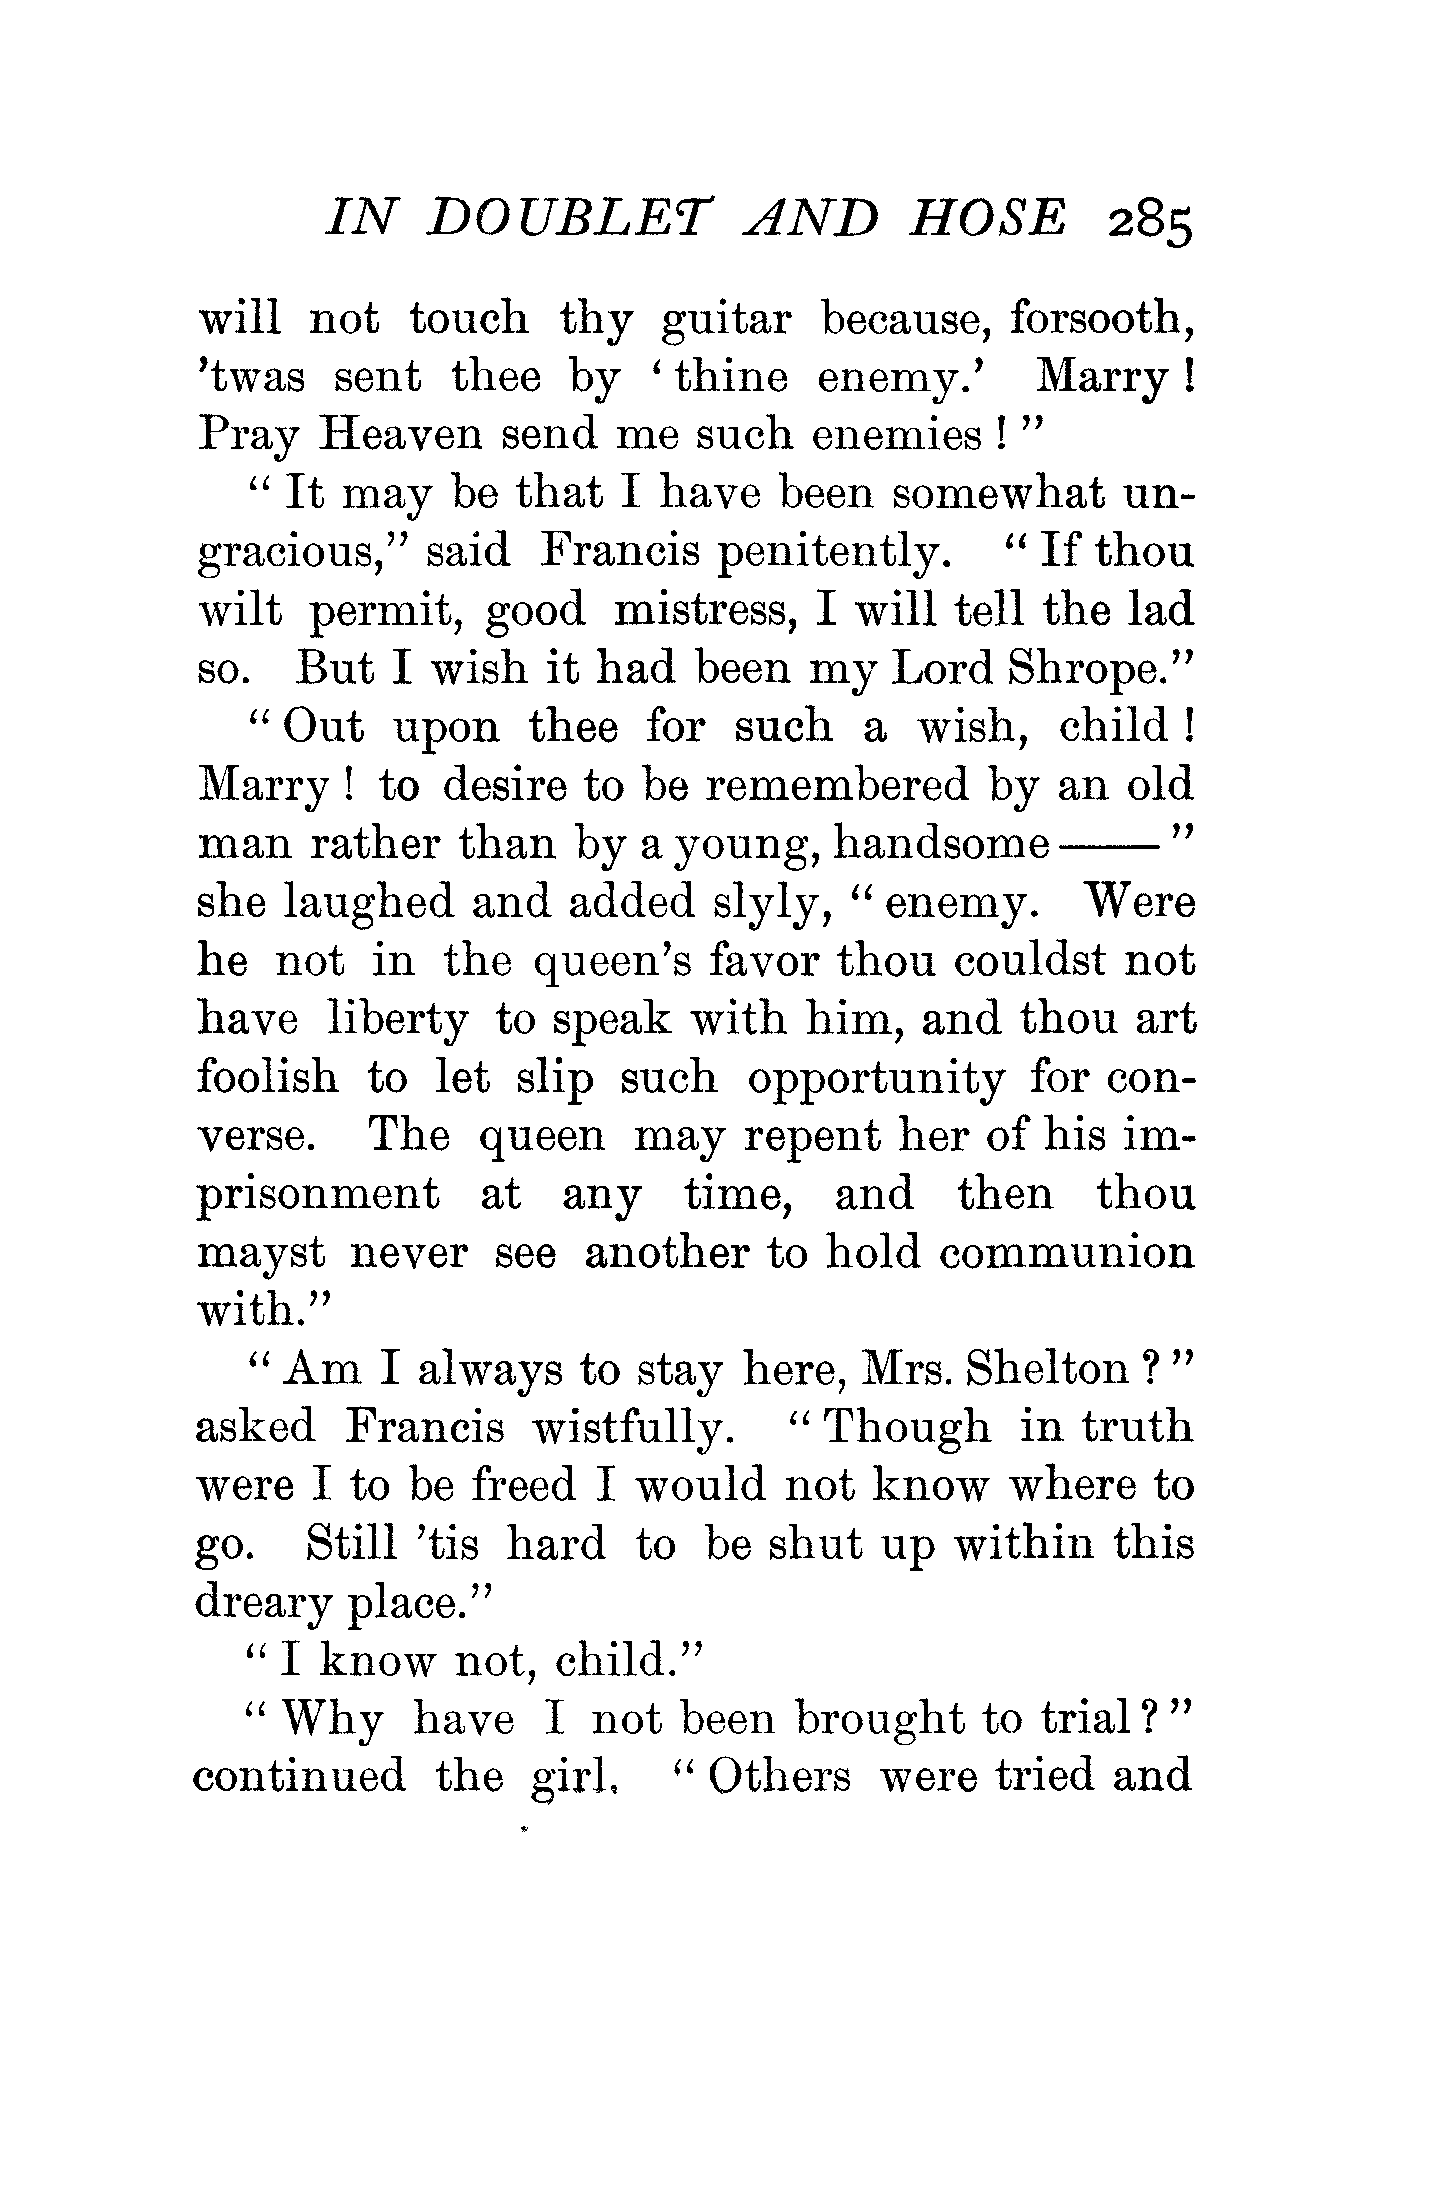 IN DOUBLET AND HOSE 285
will not touch thy guitar because, forsooth,
’twas sent thee by ‘thine enemy.’ Marry!
Pray Heaven send me such enemies!”
“It may be that I have been somewhat un-
gracious,” said Francis penitently. “If thou
wilt permit, good mistress, I will tell the lad
so. But I wish it had been my Lord Shrope.”
“Out upon thee for such a wish, child!
Marry! to desire to be remembered by an old
man rather than by a young, handsome——”
she laughed and added slyly, “enemy. Were
he not in the queen’s favor thou couldst not
have liberty to speak with him, and thou art
foolish to let slip such opportunity for con-
verse. The queen may repent her of his im-
prisonment at any time, and then thou
mayst never see another to hold communion
with.”
“Am I always to stay here, Mrs. Shelton?”
asked Francis wistfully. “Though in truth
were I to be freed I would not know where to
go. Still ’tis hard to be shut up within this
dreary place.”
“I know not, child.”
“Why have I not been brought to trial?”
continued the girl. “Others were tried and